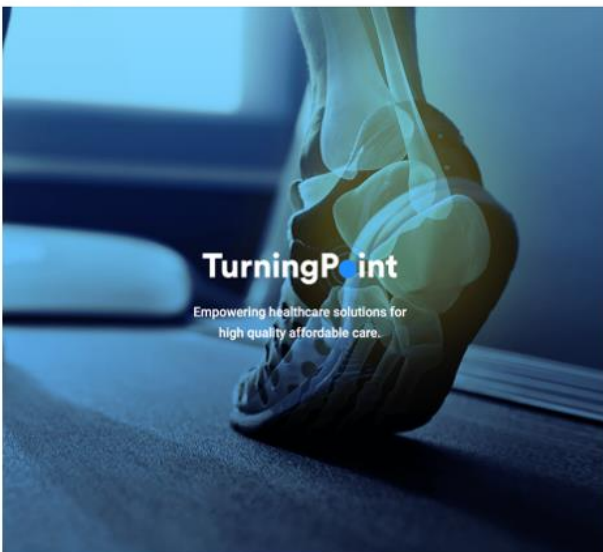 TurningPoint
Empowering healthcare solutions for
high quality affordable care.